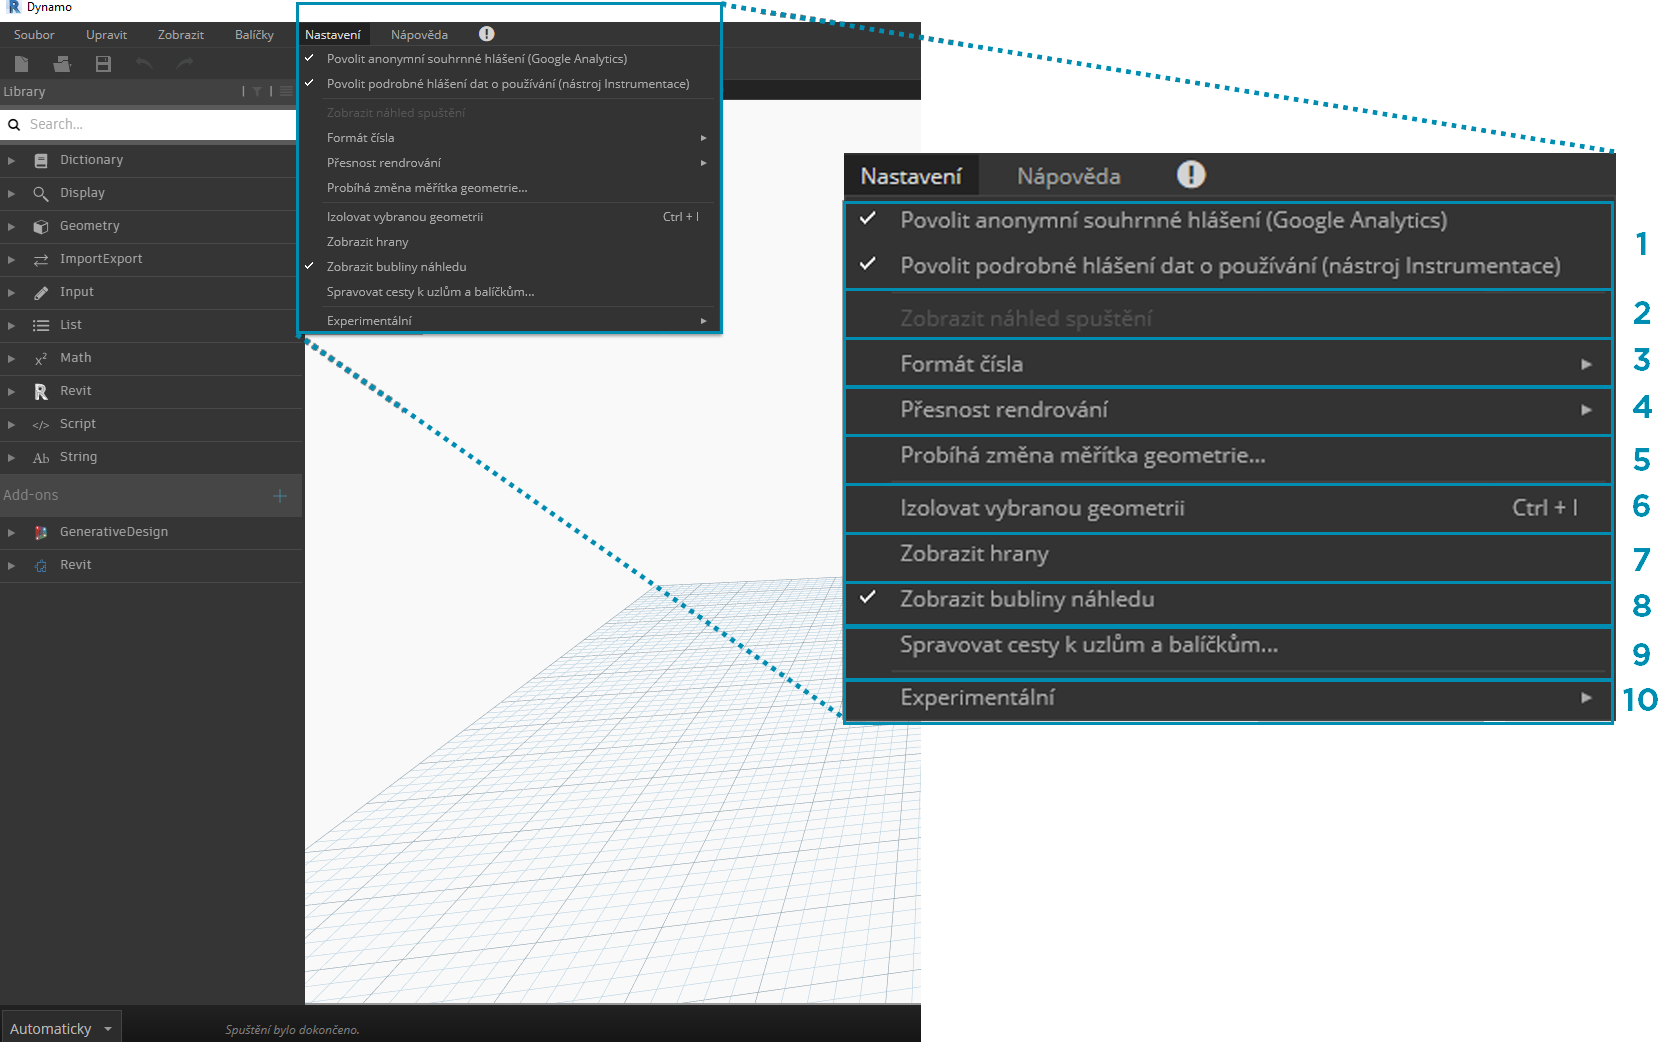 Dynamo
Soubor Upravit Zobrazit Balíčky Nastavení Nápověda
Povolit anonymní souhrnné hlášení (Google Analytics)
Povolit podrobné hlášení dat o používání (nástroj Instrumentace)
Zobrazit náhled spuštění
Formát čísla
Přesnost rendrování
Probíhá změna měřítka geometrie...
Izolovat vybranou geometrii Ctrl + I
Zobrazit hrany
Zobrazit bubliny náhledu
Spravovat cesty k uzlům a balíčkům...
Experimentální
Library
Search...
Dictionary
Display
Geometry
ImportExport
Input
List
Math
Revit
Script
String
Add-ons
GenerativeDesign
Revit
Automaticky
Spuštění bylo dokončeno.
Nastavení Nápověda
Povolit anonymní souhrnné hlášení (Google Analytics)
Povolit podrobné hlášení dat o používání (nástroj Instrumentace)
1
Zobrazit náhled spuštění 2
Formát čísla 3
Přesnost rendrování 4
Probíhá změna měřítka geometrie... 5
Izolovat vybranou geometrii Ctrl + I 6
Zobrazit hrany 7
Zobrazit bubliny náhledu 8
Spravovat cesty k uzlům a balíčkům... 9
Experimentální 10